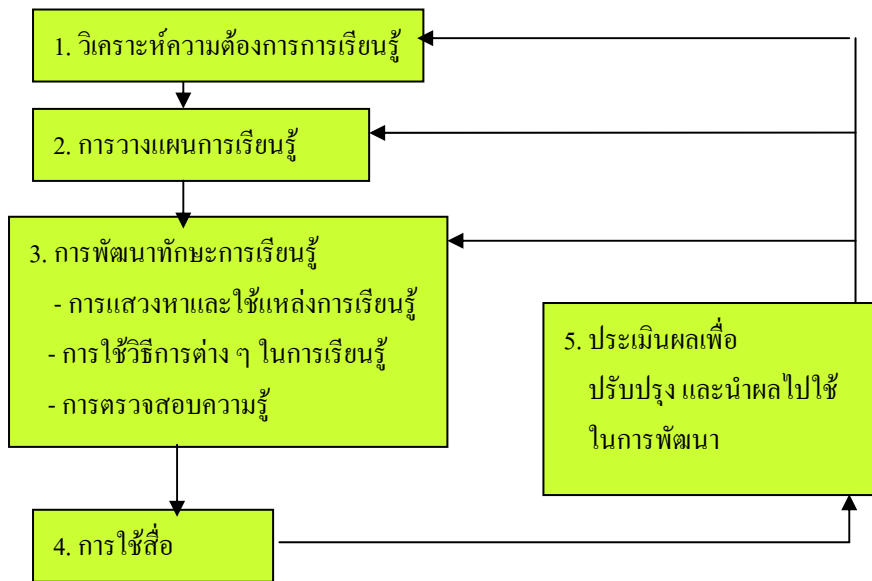 1. วิเคราะห์ความต้องการการเรียนรู้
2. การวางแผนการเรียนรู้
3. การพัฒนาทักษะการเรียนรู้
- การแสวงหาและใช้แหล่งการเรียนรู้
- การใช้วิธีการต่าง ๆ ในการเรียนรู้
- การตรวจสอบความรู้
4. การใช้สื่อ
5. ประเมินผลเพื่อ
ปรับปรุง และนำผลไปใช้
ในการพัฒนา